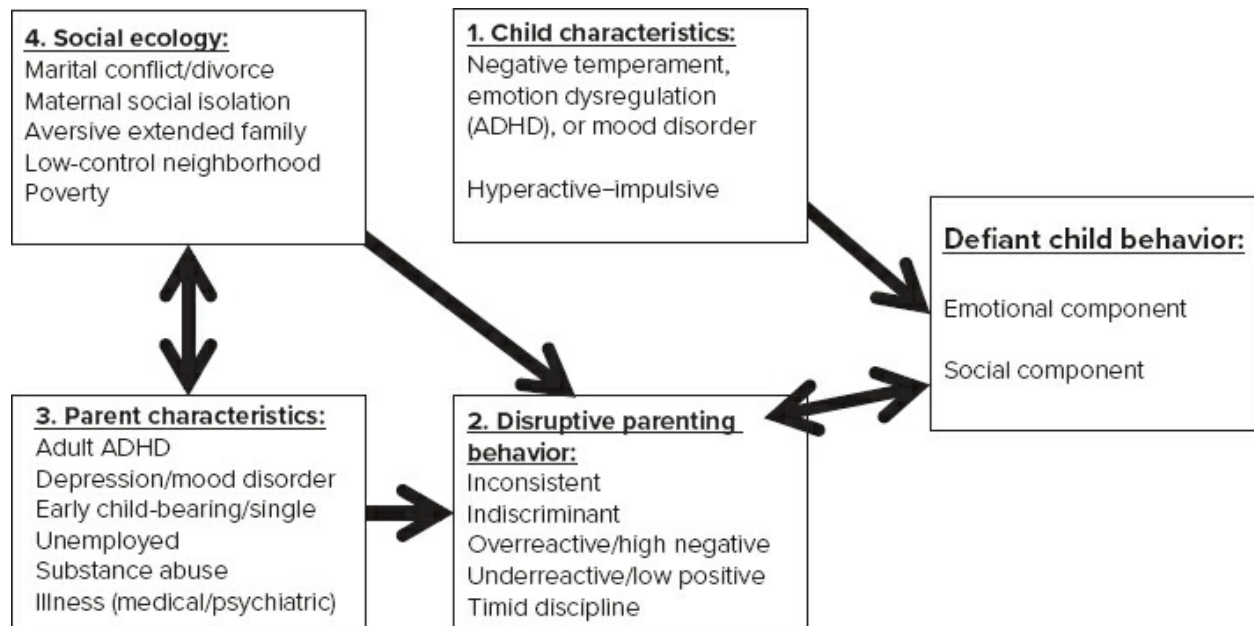 4. Social ecology:
Marital conflict/divorce
Maternal social isolation
Aversive extended family
Low-control neighborhood
Poverty
1. Child characteristics:
Negative temperament,
emotion dysregulation
(ADHD), or mood disorder
Hyperactive–impulsive
Defiant child behavior:
Emotional component
Social component
3. Parent characteristics:
Adult ADHD
Depression/mood disorder
Early child-bearing/single
Unemployed
Substance abuse
Illness (medical/psychiatric)
2. Disruptive parenting
behavior:
Inconsistent
Indiscriminant
Overreactive/high negative
Underreactive/low positive
Timid discipline